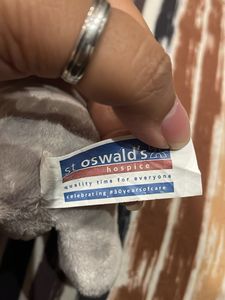 st oswald's
hospice
quality time for everyone
celebrating #30yearsofcare